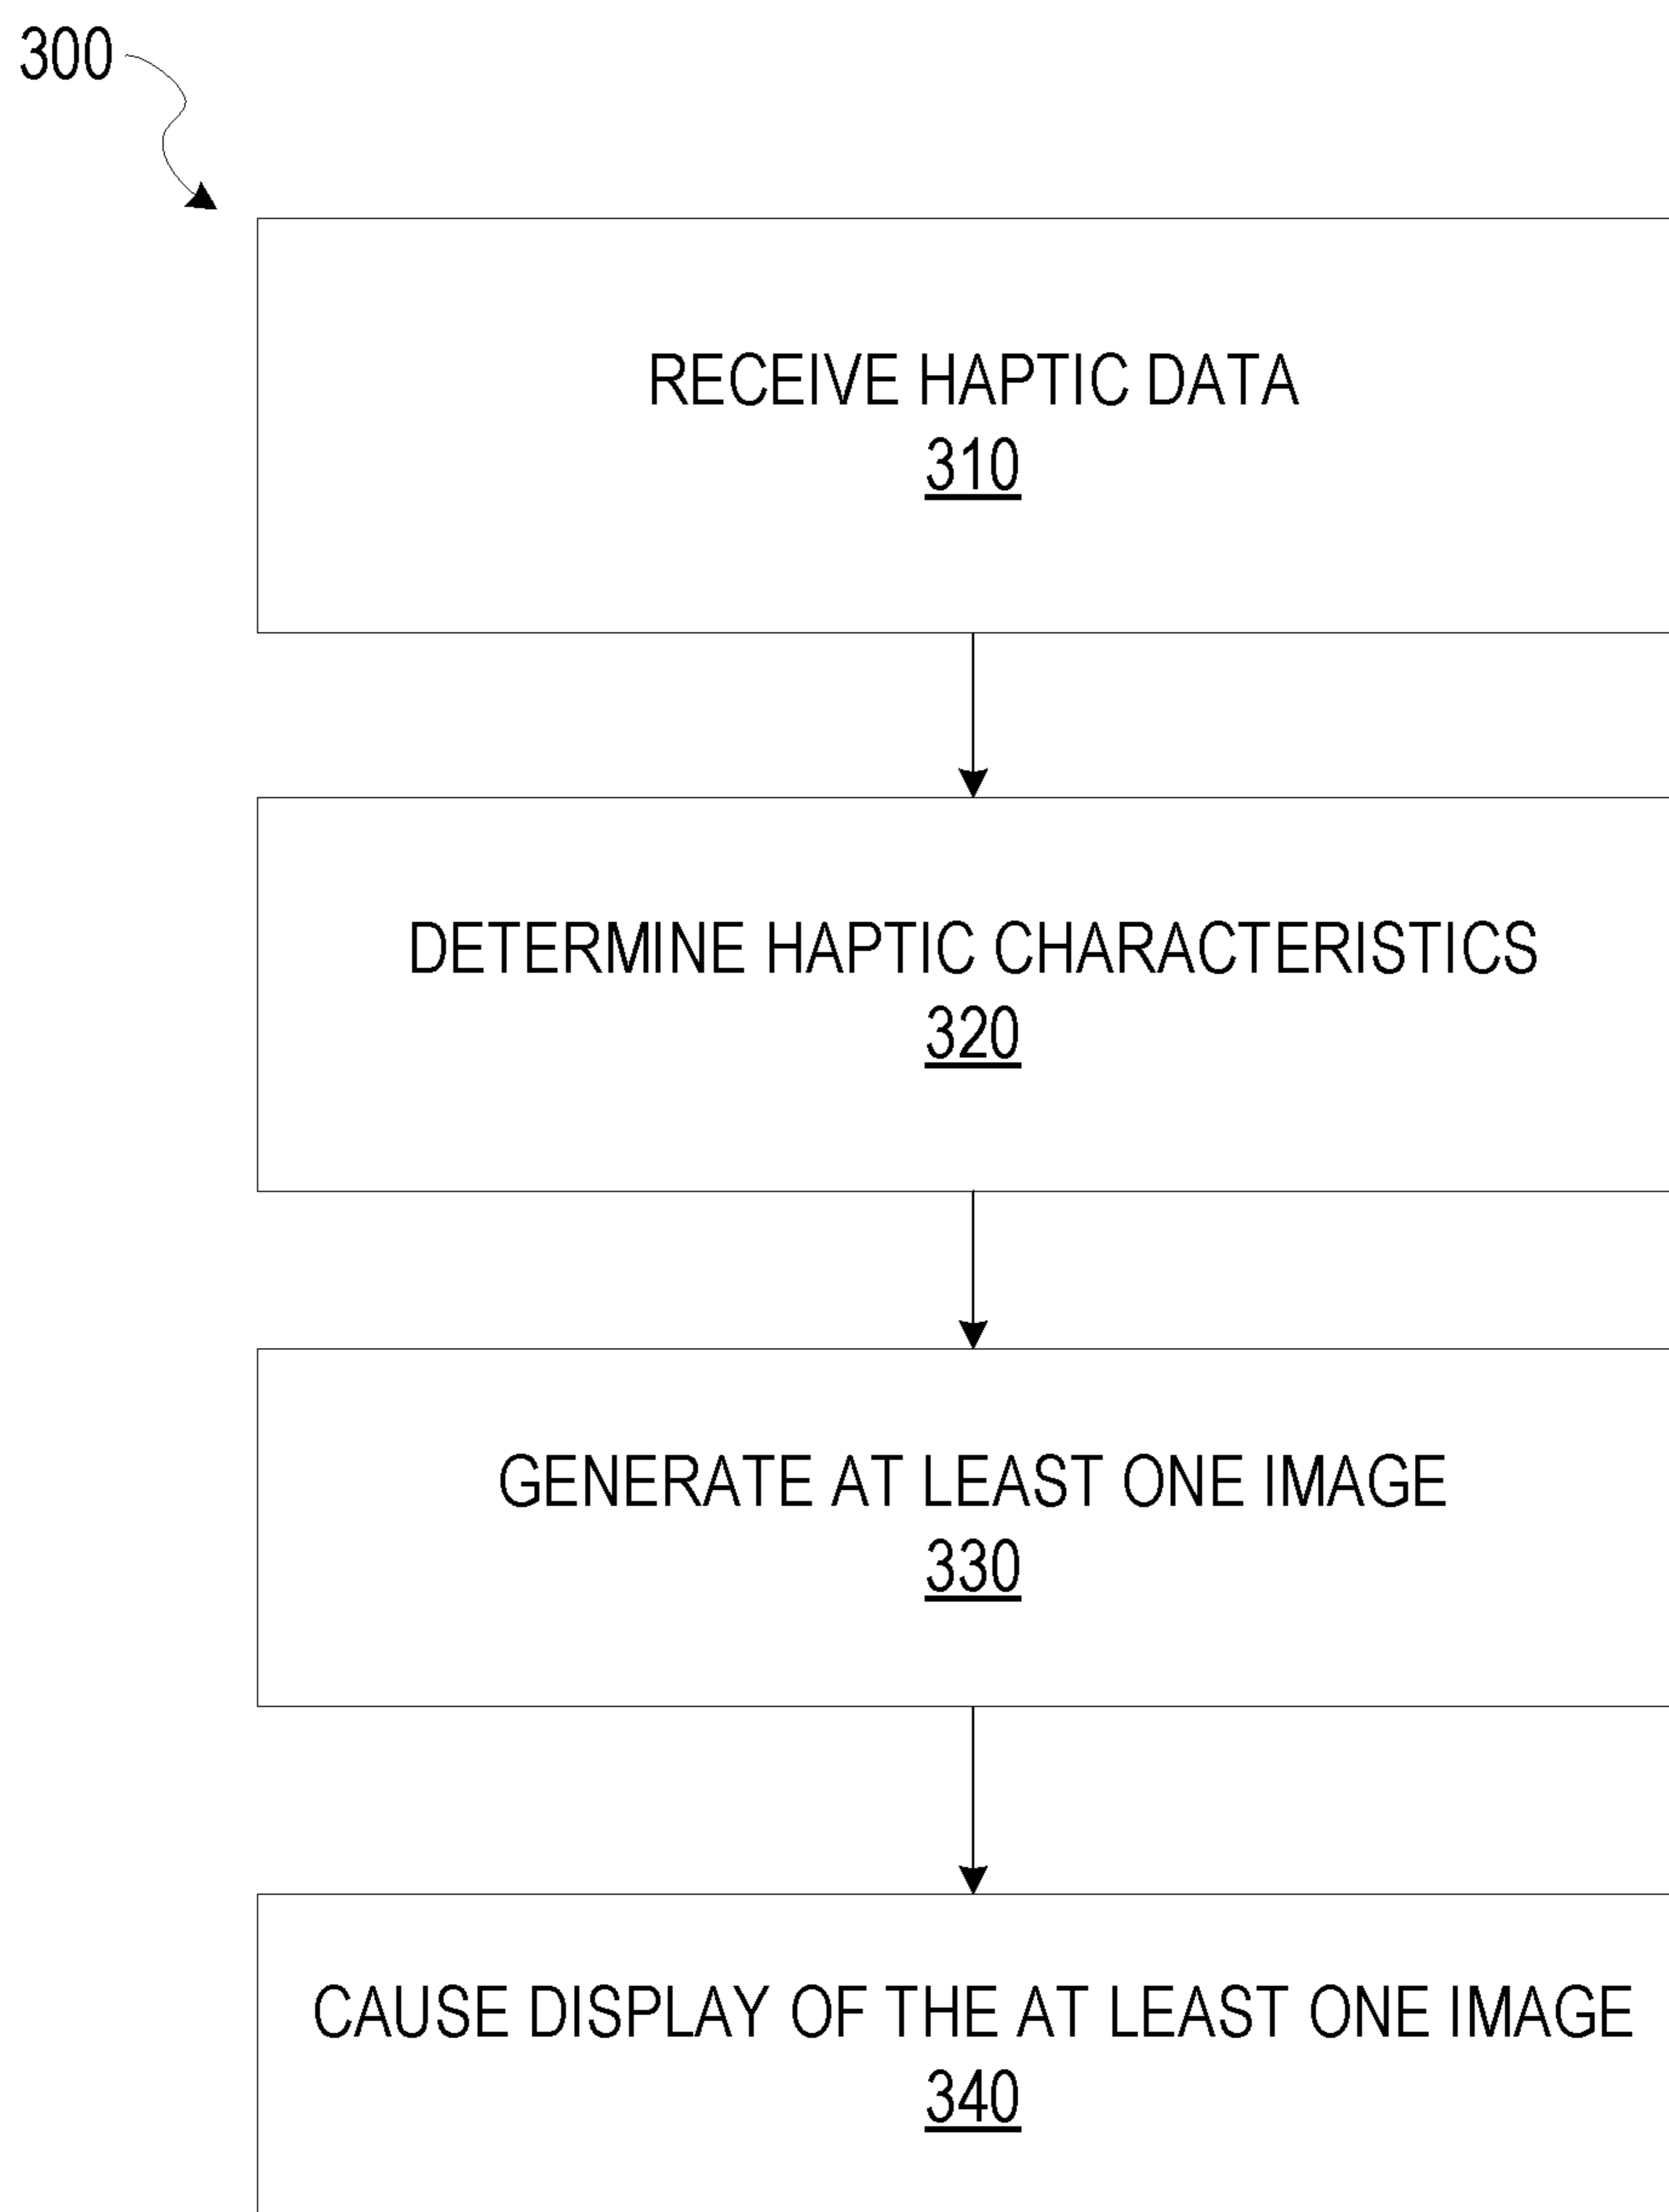 300
RECEIVE HAPTIC DATA
310
DETERMINE HAPTIC CHARACTERISTICS
320
GENERATE AT LEAST ONE IMAGE
330
CAUSE DISPLAY OF THE AT LEAST ONE IMAGE
340